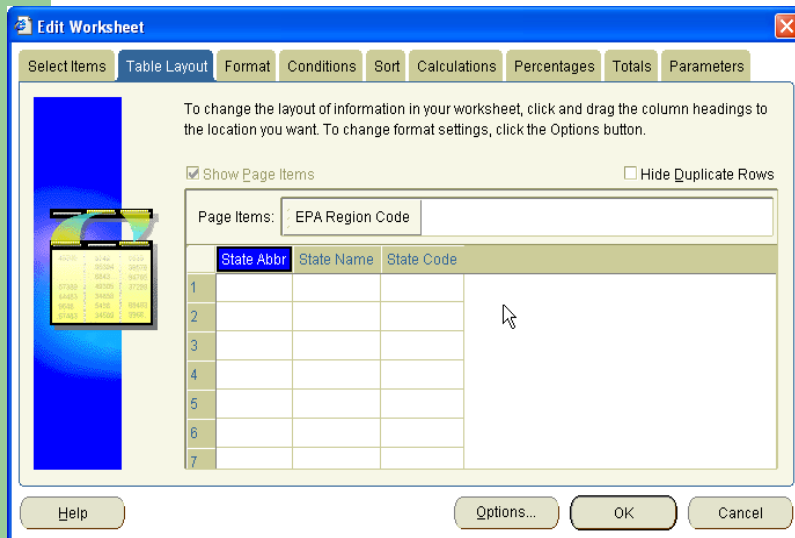 Edit Worksheet
Select Items Table Layout Format Conditions Sort Calculations Percentages Totals Parameters
To change the layout of information in your worksheet, click and drag the column headings to
the location you want. To change format settings, click the Options button.
Show Page Items Hide Duplicate Rows
Page Items: EPA Region Code
State Abbr State Name State Code
1
2
3
4
5
6
7
Help Options... OK Cancel